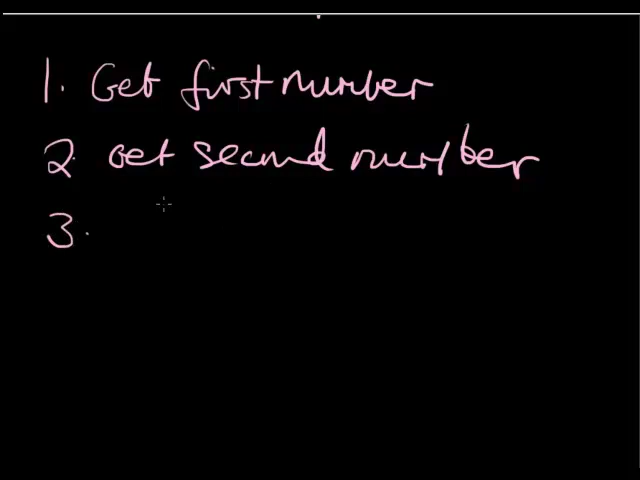 1. Get first number
2. Get second number
3.